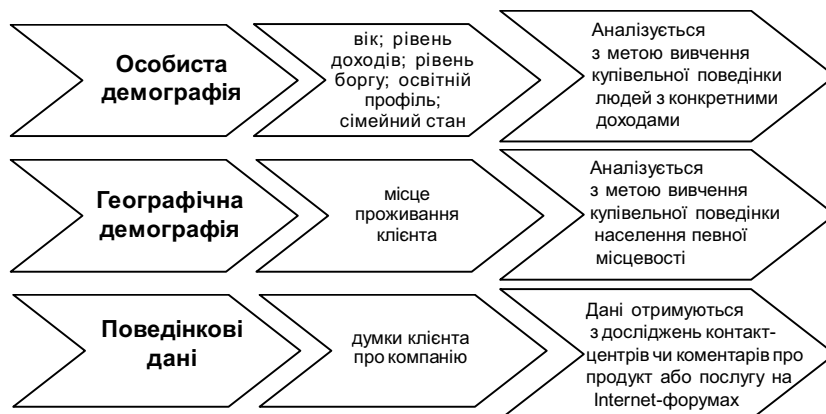 Особиста
демографія
вік; рівень
доходів; рівень
боргу; освітній
профіль;
сімейний стан
Аналізується
з метою вивчення
купівельної поведінки
людей з конкретними
доходами
Географічна
демографія
місце
проживання
клієнта
Аналізується
з метою вивчення
купівельної поведінки
населення певної
місцевості
Поведінкові
дані
думки клієнта
про компанію
Дані отримуються
з досліджень контакт-
центрів чи коментарів про
продукт або послугу на
Internet-форумах